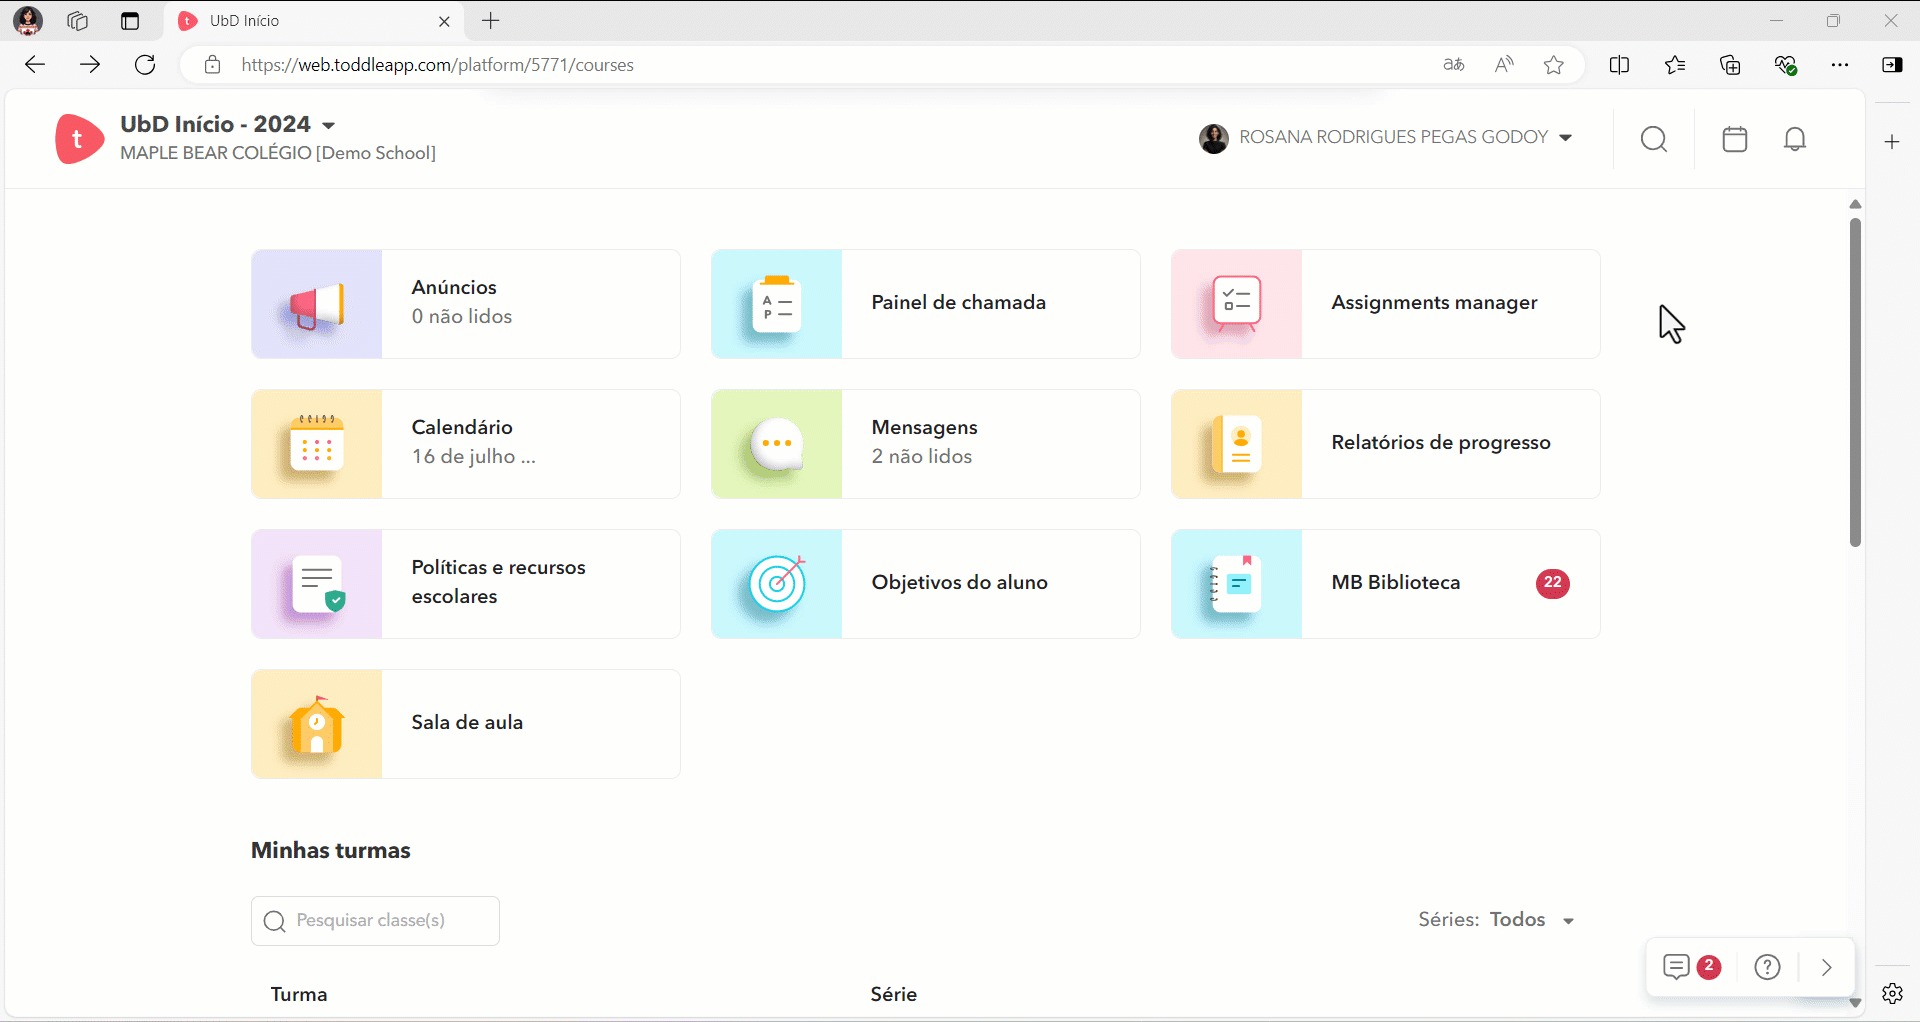 UbD Início
https://web.toddleapp.com/platform/5771/courses
aあ
t
UbD Início - 2024
MAPLE BEAR COLÉGIO [Demo School]
ROSANA RODRIGUES PEGAS GODOY
Anúncios
0 não lidos
A
P
Painel de chamada
Assignments manager
Calendário
16 de julho ...
Mensagens
2 não lidos
Relatórios de progresso
Políticas e recursos
escolares
Objetivos do aluno
MB Biblioteca
22
Sala de aula
Minhas turmas
Pesquisar classe(s)
Séries: Todos
2
Turma
Série